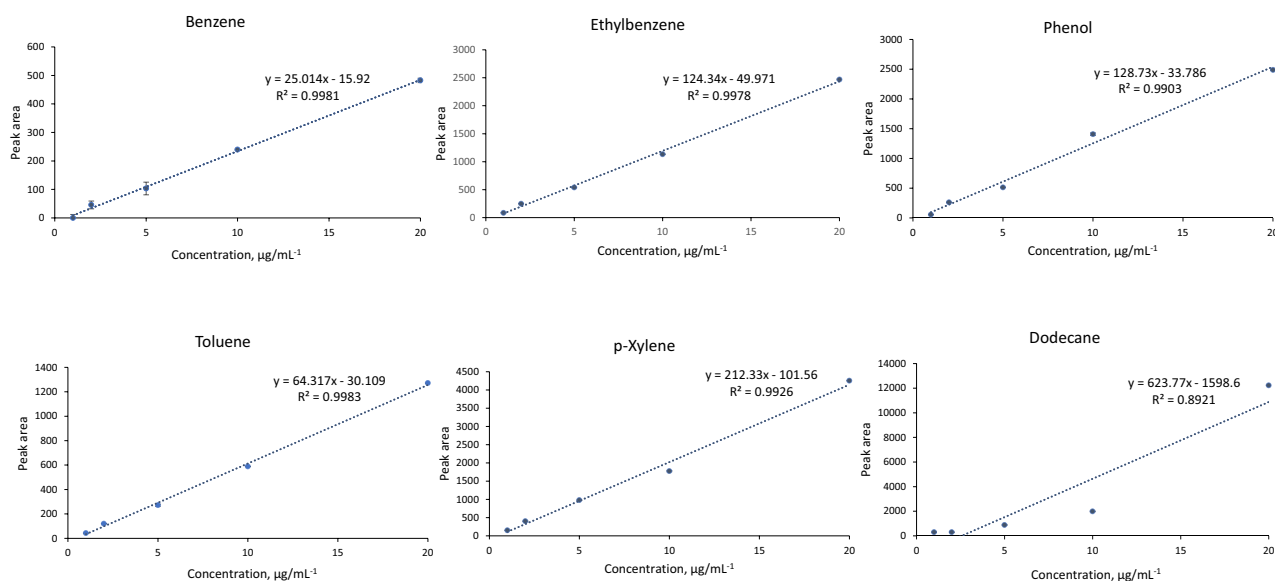 Benzene
600
500
400
300
200
100
0
0
5
10
15
20
Peak area
Concentration, µg/mL-1
y = 25.014x - 15.92
R² = 0.9981
Ethylbenzene
3000
2500
2000
1500
1000
500
0
0
5
10
15
20
Peak area
Concentration, µg/mL-1
y = 124.34x - 49.971
R² = 0.9978
Phenol
3000
2500
2000
1500
1000
500
0
0
5
10
15
20
Peak area
Concentration, µg/mL-1
y = 128.73x - 33.786
R² = 0.9903
Toluene
1400
1200
1000
800
600
400
200
0
0
5
10
15
20
Peak area
Concentration, µg/mL-1
y = 64.317x - 30.109
R² = 0.9983
p-Xylene
4500
4000
3500
3000
2500
2000
1500
1000
500
0
0
5
10
15
20
Peak area
Concentration, µg/mL-1
y = 212.33x - 101.56
R² = 0.9926
Dodecane
14000
12000
10000
8000
6000
4000
2000
0
0
5
10
15
20
Peak area
Concentration, µg/mL-1
y = 623.77x - 1598.6
R² = 0.8921